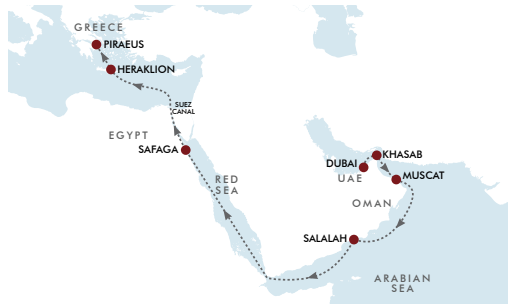 GREECE
PIRAEUS
HERAKLION
SUEZ
CANAL
EGYPT
SAFAGA
RED
SEA
DUBAI
KHASAB
UAE
MUSCAT
OMAN
SALALAH
ARABIAN
SEA